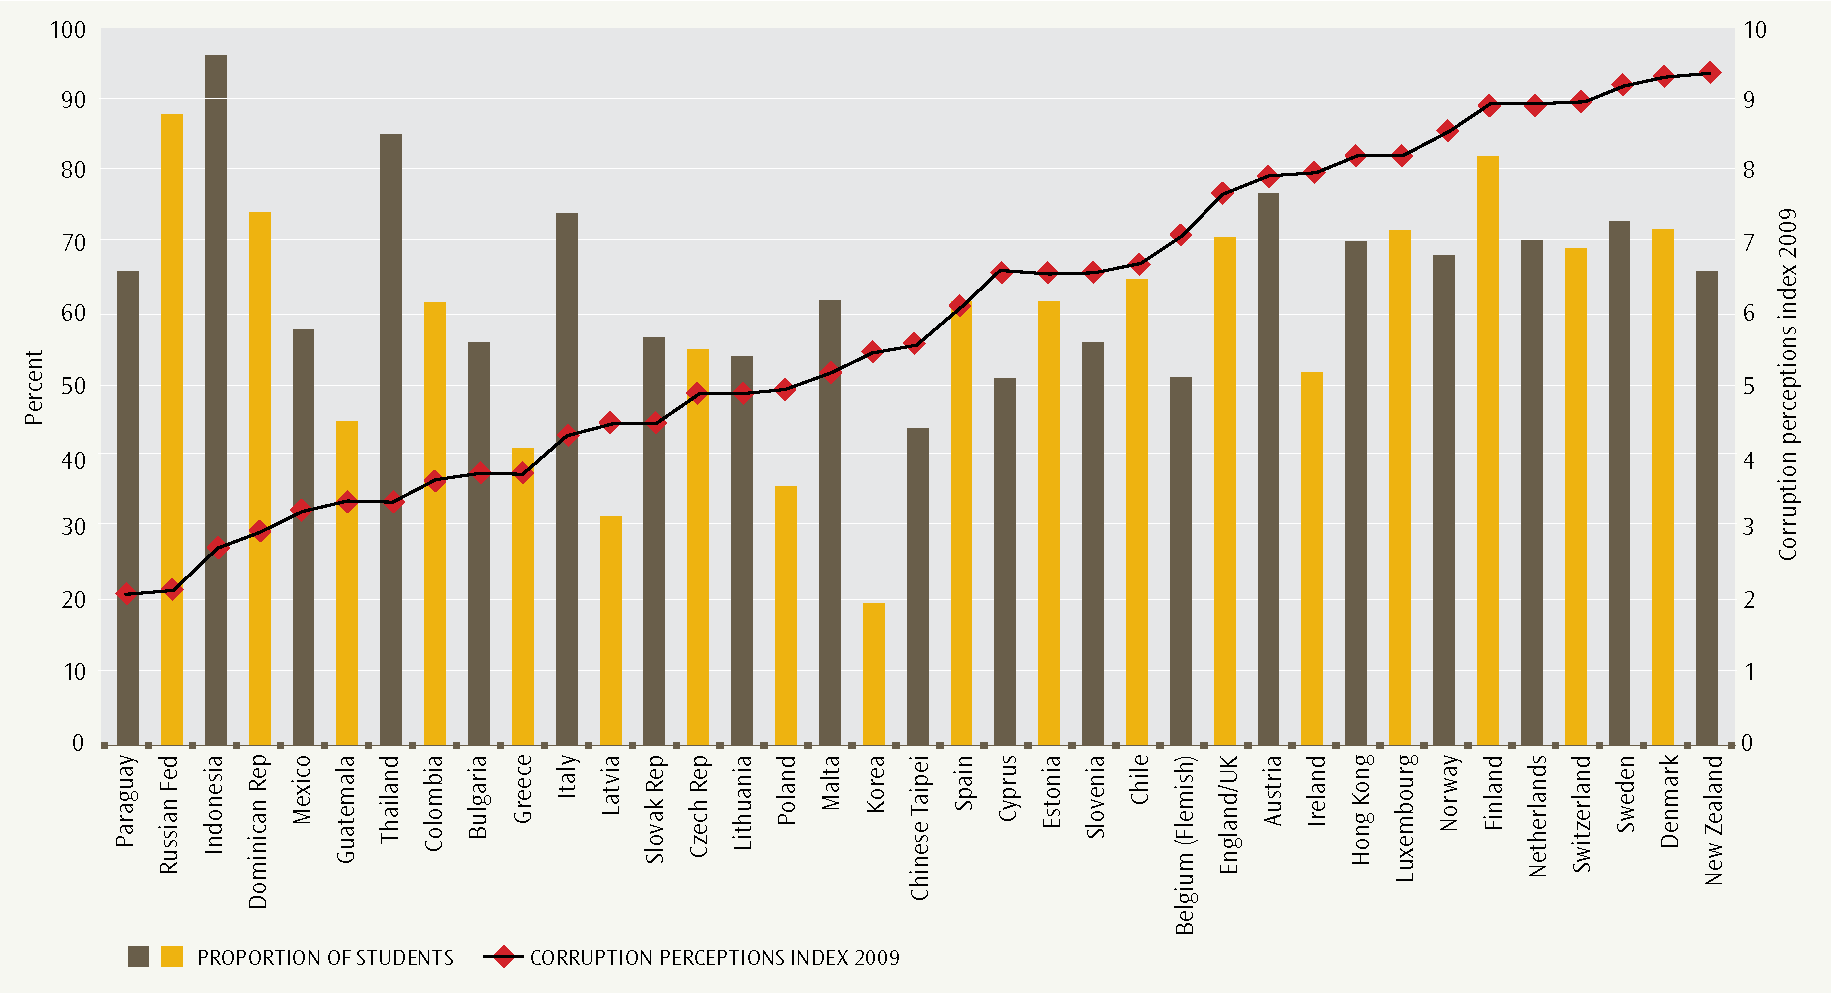 100
90
80
70
60
50
40
30
20
10
0
Percent
10
9
8
7
6
5
4
3
2
1
0
Corruption perceptions index 2009
Paraguay
Russian Fed
Indonesia
Dominican Rep
Mexico
Guatemala
Thailand
Colombia
Bulgaria
Greece
Italy
Latvia
Slovak Rep
Czech Rep
Lithuania
Poland
Malta
Korea
Chinese Taipei
Spain
Cyprus
Estonia
Slovenia
Chile
Belgium (Flemish)
England/UK
Austria
Ireland
Hong Kong
Luxembourg
Norway
Finland
Netherlands
Switzerland
Sweden
Denmark
New Zealand
PROPORTION OF STUDENTS
CORRUPTION PERCEPTIONS INDEX 2009